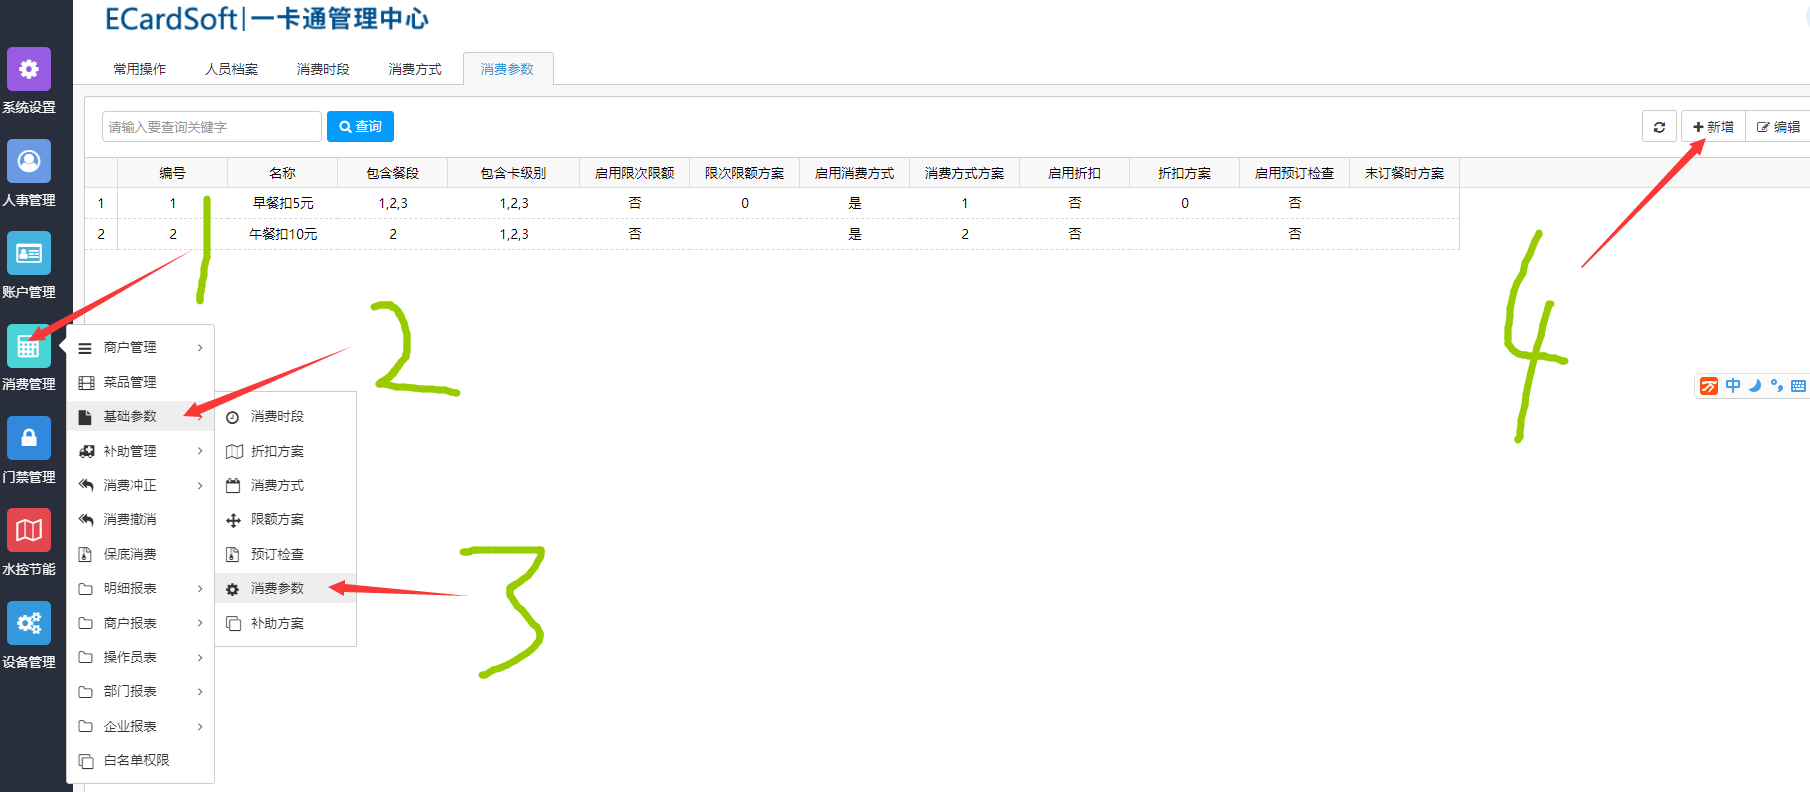 ECardSoft|一卡通管理中心
常用操作 人员档案 消费时段 消费方式 消费参数
系统设置
人事管理
账户管理
消费管理
门禁管理
水控节能
设备管理
请输入要查询关键字 查询 新增 编辑
编号 名称 包含餐段 包含卡级别 启用限次限额 限次限额方案 启用消费方式 消费方式方案 启用折扣 折扣方案 启用预订检查 未订餐时方案
1 1 早餐扣5元 1,2,3 1,2,3 否 0 是 1 否 0 否
2 2 午餐扣10元 2 1,2,3 否 是 2 否 否
1
2
3
4
商户管理
菜品管理
基础参数
补助管理
消费冲正
消费撤消
保底消费
明细报表
商户报表
操作员表
部门报表
企业报表
白名单权限
消费时段
折扣方案
消费方式
限额方案
预订检查
消费参数
补助方案
中